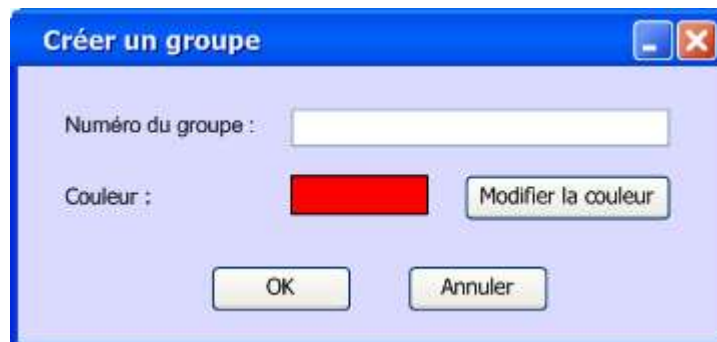 Créer un groupe
Numéro du groupe :
Couleur :
Modifier la couleur
OK
Annuler